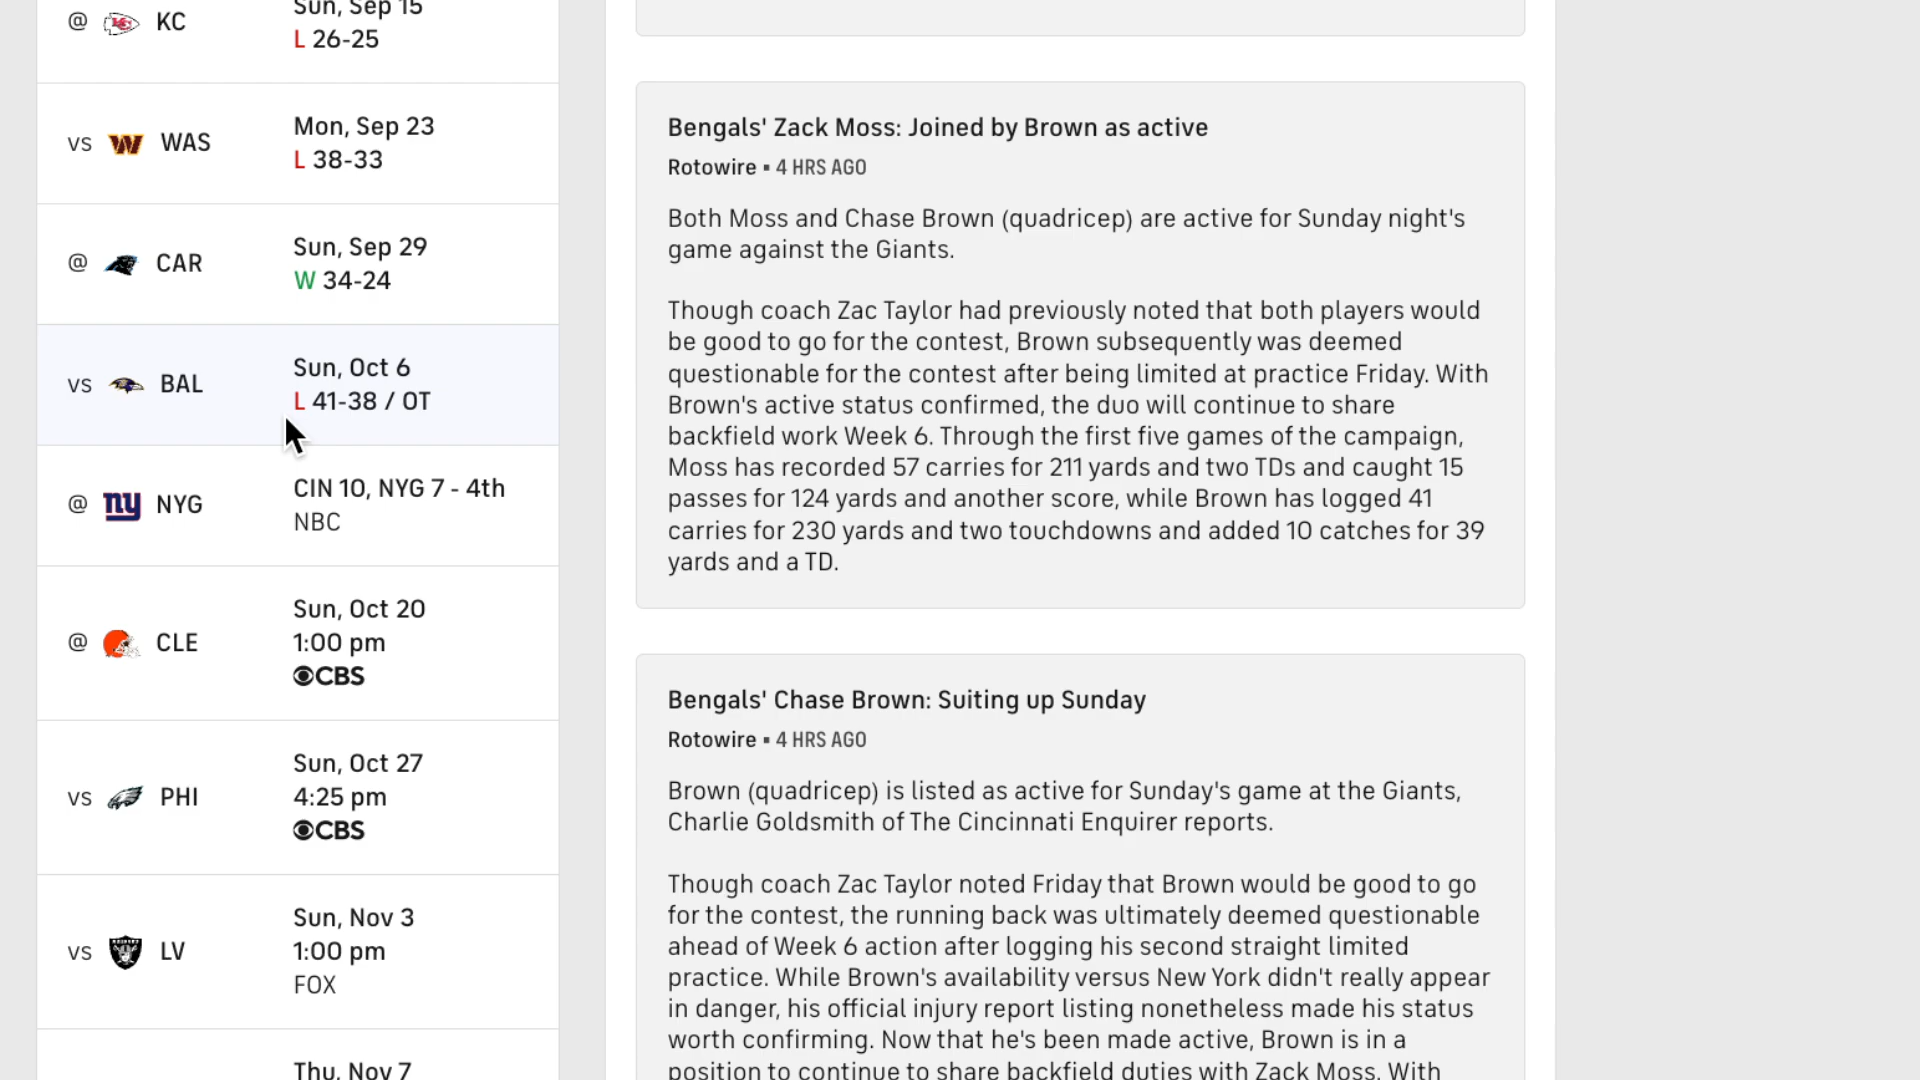 @ KC
Sun, Sep 15
L 26-25
vs WAS
Mon, Sep 23
L 38-33
@ CAR
Sun, Sep 29
W 34-24
vs BAL
Sun, Oct 6
L 41-38 / OT
@ ny NYG
CIN 10, NYG 7 - 4th
NBC
@ CLE
Sun, Oct 20
1:00 pm
CBS
vs PHI
Sun, Oct 27
4:25 pm
CBS
vs LV
Sun, Nov 3
1:00 pm
FOX
Thu, Nov 7
Bengals' Zack Moss: Joined by Brown as active
Rotowire ▪ 4 HRS AGO
Both Moss and Chase Brown (quadricep) are active for Sunday night's
game against the Giants.
Though coach Zac Taylor had previously noted that both players would
be good to go for the contest, Brown subsequently was deemed
questionable for the contest after being limited at practice Friday. With
Brown's active status confirmed, the duo will continue to share
backfield work Week 6. Through the first five games of the campaign,
Moss has recorded 57 carries for 211 yards and two TDs and caught 15
passes for 124 yards and another score, while Brown has logged 41
carries for 230 yards and two touchdowns and added 10 catches for 39
yards and a TD.
Bengals' Chase Brown: Suiting up Sunday
Rotowire ▪ 4 HRS AGO
Brown (quadricep) is listed as active for Sunday's game at the Giants,
Charlie Goldsmith of The Cincinnati Enquirer reports.
Though coach Zac Taylor noted Friday that Brown would be good to go
for the contest, the running back was ultimately deemed questionable
ahead of Week 6 action after logging his second straight limited
practice. While Brown's availability versus New York didn't really appear
in danger, his official injury report listing nonetheless made his status
worth confirming. Now that he's been made active, Brown is in a
position to continue to share backfield duties with Zack Moss. With